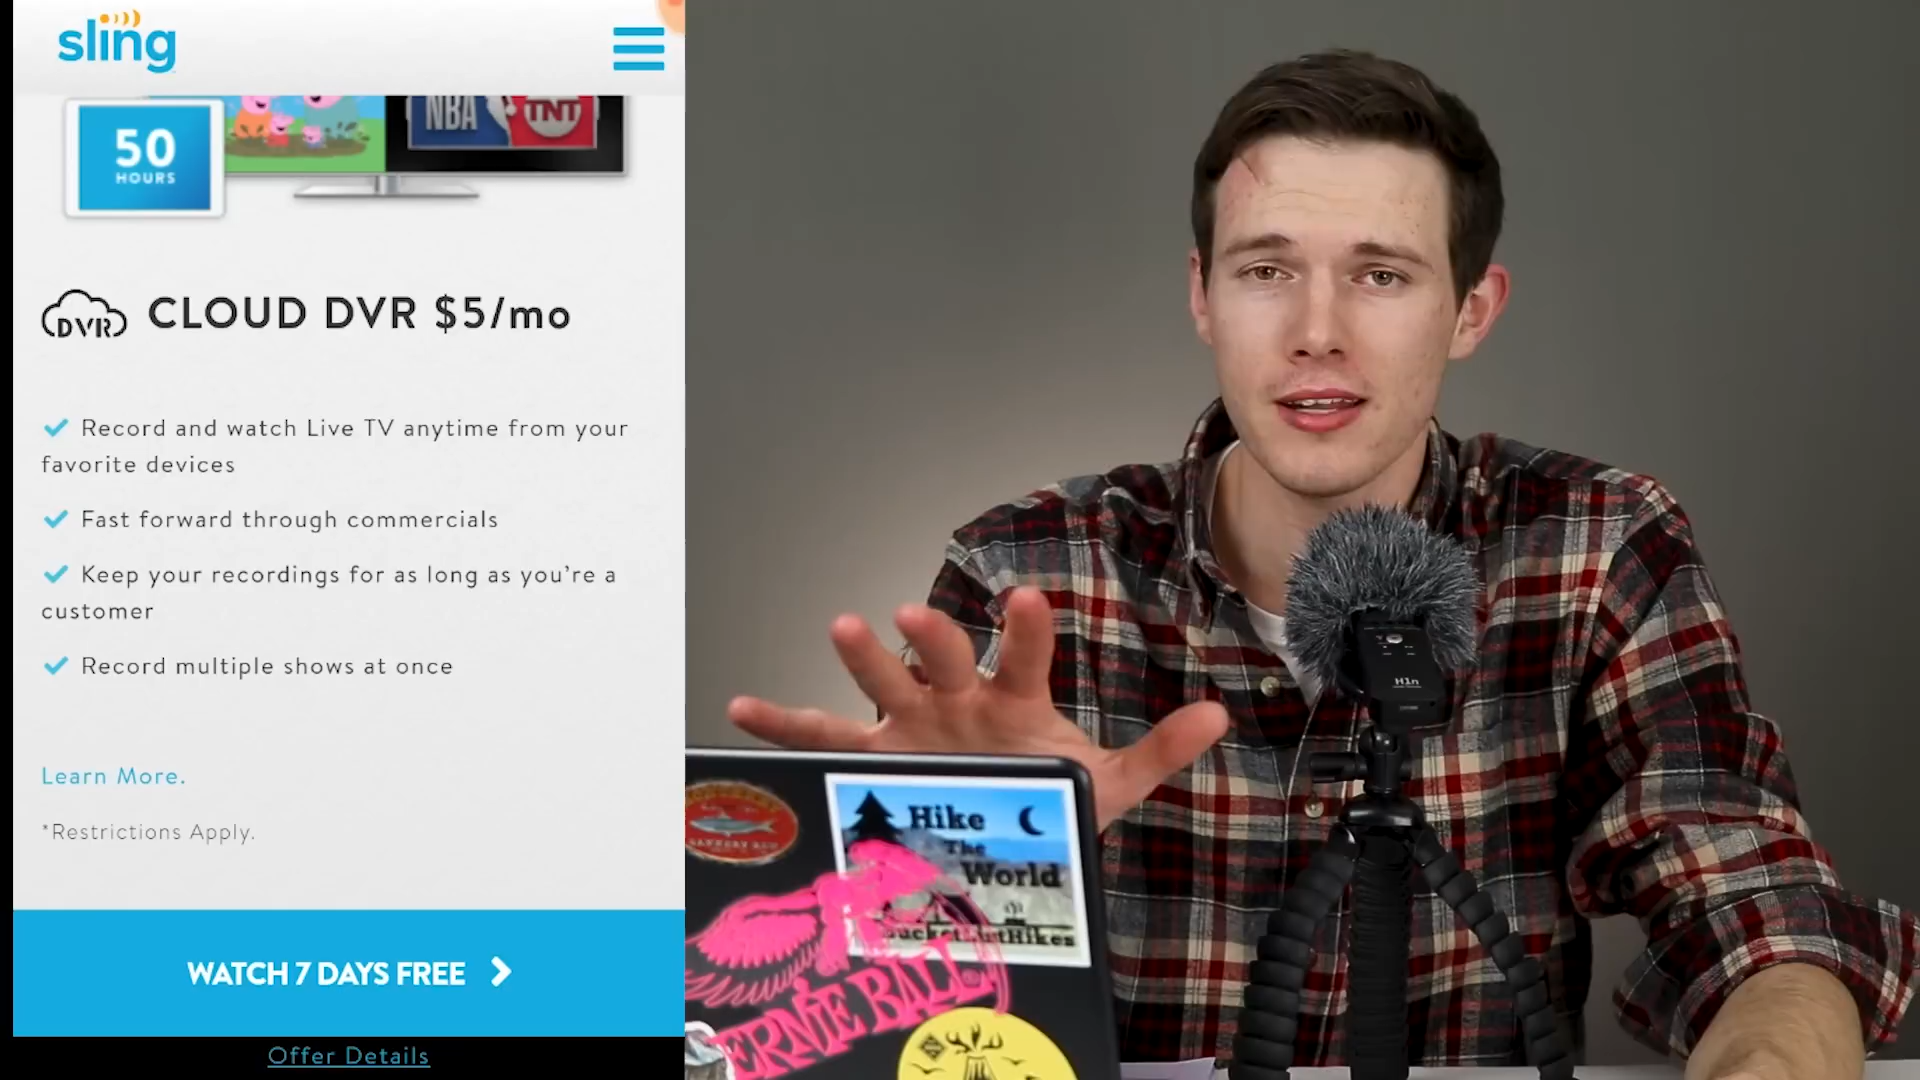 sling
NBA
TNT
50
HOURS
DVR
CLOUD DVR $5/mo
Record and watch Live TV anytime from your
favorite devices
Fast forward through commercials
Keep your recordings for as long as you're a
customer
Record multiple shows at once
Learn More.
*Restrictions Apply.
WATCH 7 DAYS FREE
Offer Details
H1n
Hike
The
World
BucketListHikes
ERNIE BALL